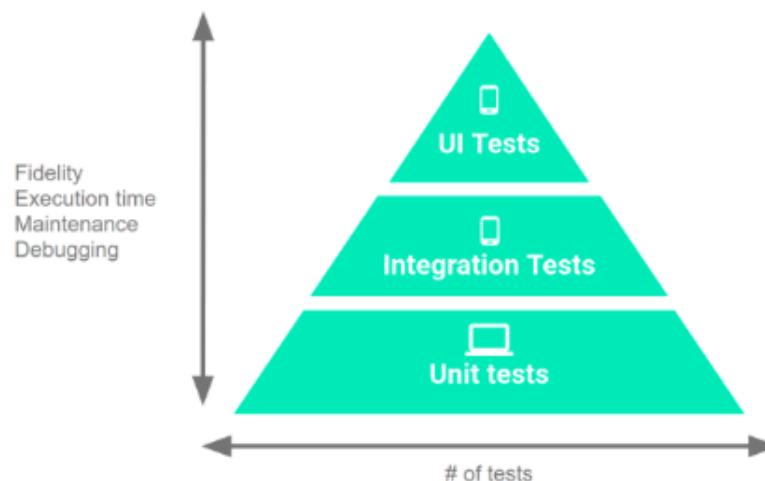 Fidelity
Execution time
Maintenance
Debugging
UI Tests
Integration Tests
Unit tests
# of tests